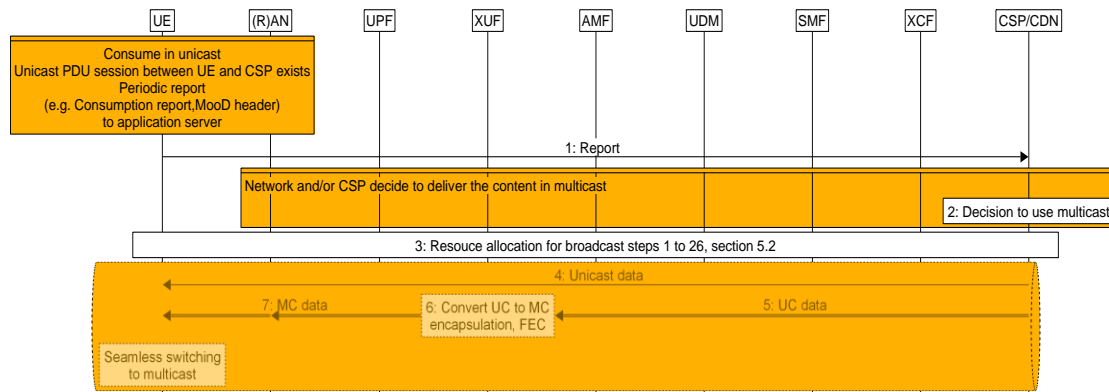 UE (R)AN UPF XUF AMF UDM SMF XCF CSP/CDN
Consume in unicast
Unicast PDU session between UE and CSP exists
Periodic report
(e.g. Consumption report,MooD header)
to application server
1: Report
Network and/or CSP decide to deliver the content in multicast
2: Decision to use multicast
3: Resouce allocation for broadcast steps 1 to 26, section 5.2
4: Unicast data
7: MC data
6: Convert UC to MC
encapsulation, FEC
5: UC data
Seamless switching
to multicast